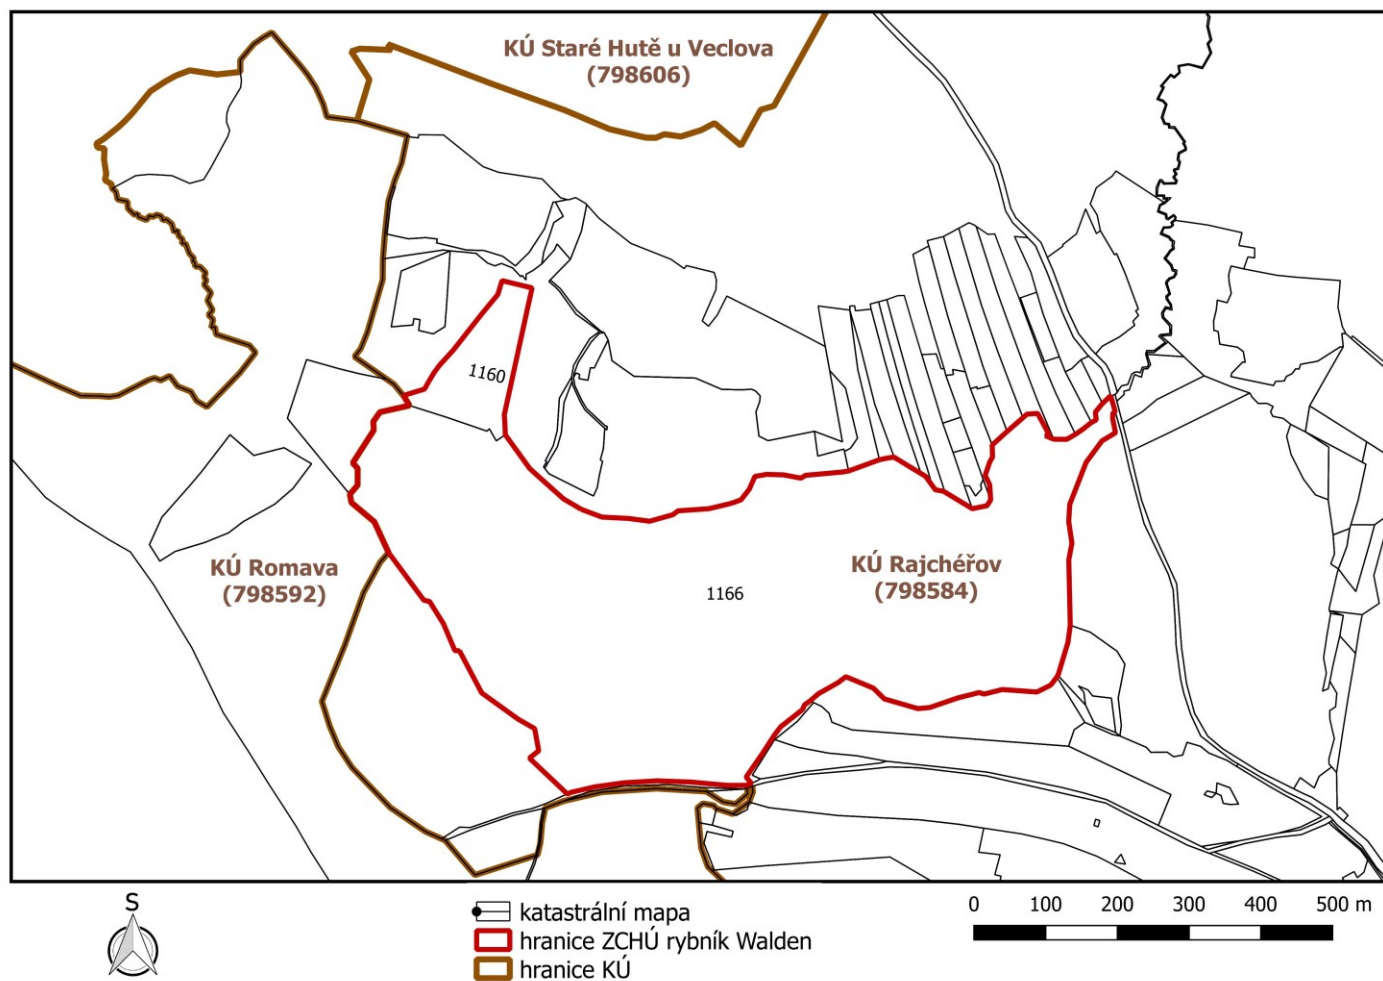 KÚ Staré Hutě u Veclova
(798606)
1160
KÚ Romava
(798592)
KÚ Rajchéřov
(798584)
1166
S
katastrální mapa
hranice ZCHÚ rybník Walden
hranice KÚ
0 100 200 300 400 500 m